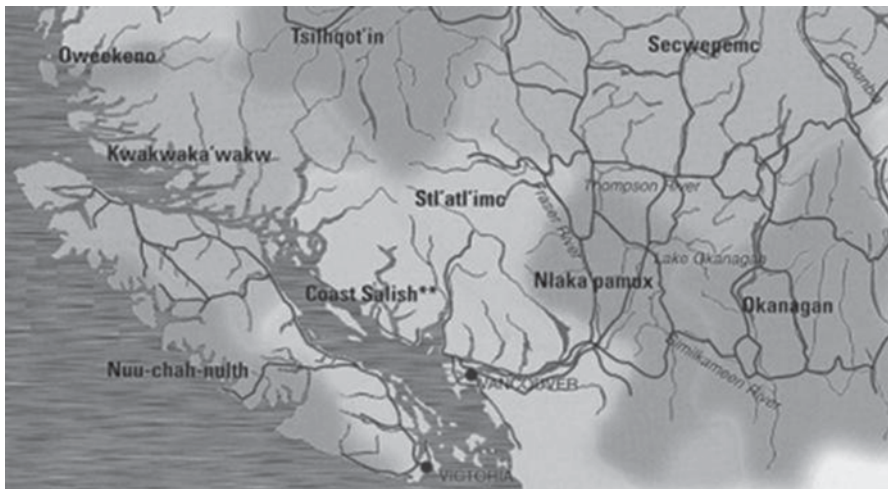 Tsilhqot'in
Secwepemc
Oweekeno
Columbia
Kwakwaka'wakw
Thompson River
Stl'atl'imc
Fraser River
Lake Okanagan
Nlaka pamux
Coast Salish**
Okanagan
Similkameen River
Nuu-chah-nulth
VANCOUVER
VICTORIA